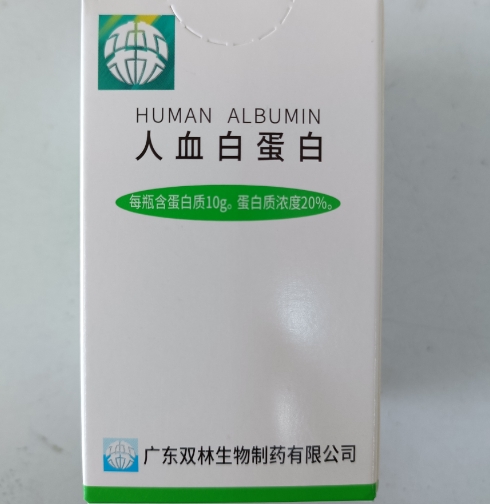 HUMAN ALBUMIN
人血白蛋白
每瓶含蛋白质10g。蛋白质浓度20%。
广东双林生物制药有限公司